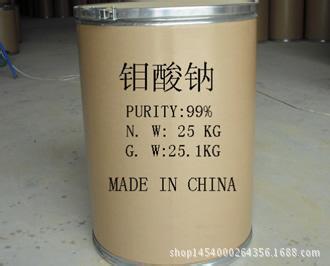 钼酸钠
PURITY:99%
N. W: 25 KG
G. W:25.1KG
MADE IN CHINA
shop1454000264356.1688.com